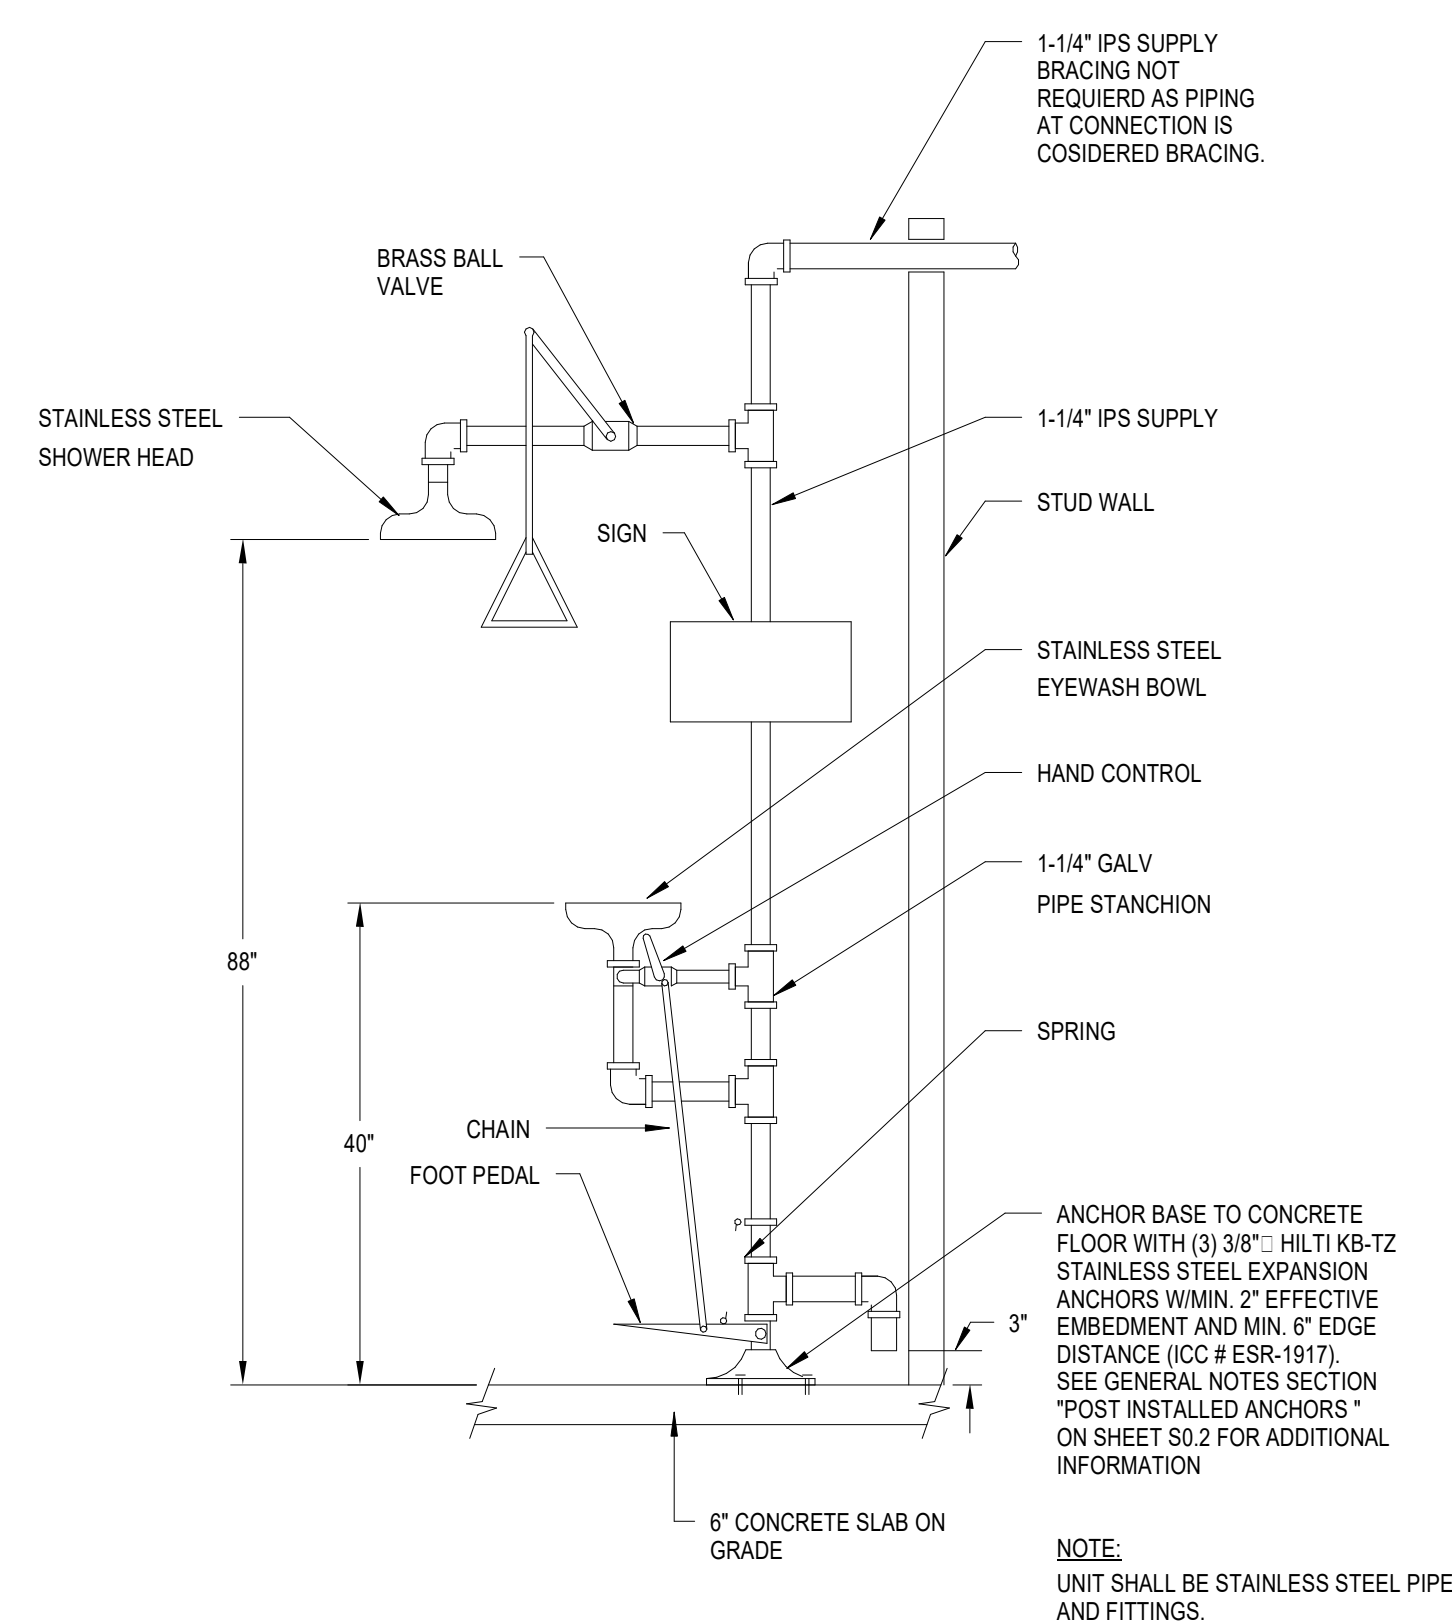 1-1/4" IPS SUPPLY
BRACING NOT
REQUIERD AS PIPING
AT CONNECTION IS
COSIDERED BRACING.
BRASS BALL
VALVE
STAINLESS STEEL
SHOWER HEAD
1-1/4" IPS SUPPLY
STUD WALL
SIGN
STAINLESS STEEL
EYEWASH BOWL
HAND CONTROL
1-1/4" GALV
PIPE STANCHION
88"
SPRING
CHAIN
40"
FOOT PEDAL
ANCHOR BASE TO CONCRETE
FLOOR WITH (3) 3/8"□ HILTI KB-TZ
STAINLESS STEEL EXPANSION
ANCHORS W/MIN. 2" EFFECTIVE
EMBEDMENT AND MIN. 6" EDGE
DISTANCE (ICC # ESR-1917).
SEE GENERAL NOTES SECTION
"POST INSTALLED ANCHORS "
ON SHEET S0.2 FOR ADDITIONAL
INFORMATION
3"
6" CONCRETE SLAB ON
GRADE
NOTE:
UNIT SHALL BE STAINLESS STEEL PIPE
AND FITTINGS.